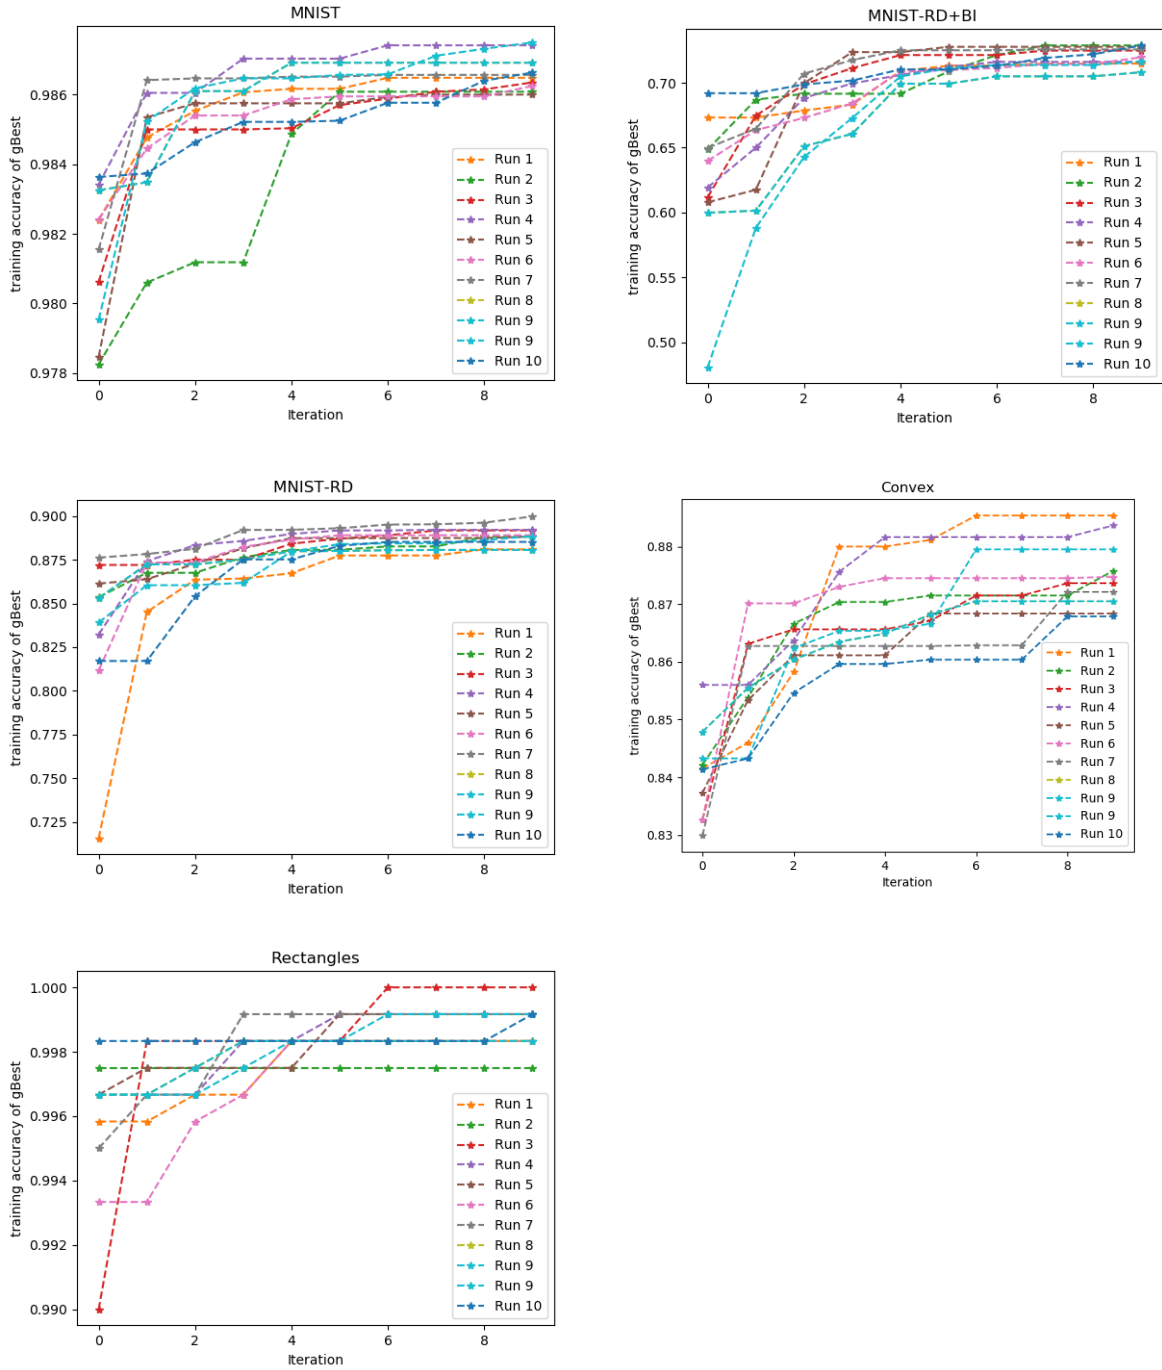 MNIST
training accuracy of gBest
0.986
0.984
0.982
0.980
0.978
0 2 4 6 8
Iteration
Run 1
Run 2
Run 3
Run 4
Run 5
Run 6
Run 7
Run 8
Run 9
Run 9
Run 10
MNIST-RD+BI
training accuracy of gBest
0.70
0.65
0.60
0.55
0.50
0 2 4 6 8
Iteration
Run 1
Run 2
Run 3
Run 4
Run 5
Run 6
Run 7
Run 8
Run 9
Run 9
Run 10
MNIST-RD
training accuracy of gBest
0.900
0.875
0.850
0.825
0.800
0.775
0.750
0.725
0 2 4 6 8
Iteration
Run 1
Run 2
Run 3
Run 4
Run 5
Run 6
Run 7
Run 8
Run 9
Run 9
Run 10
Convex
training accuracy of gBest
0.88
0.87
0.86
0.85
0.84
0.83
0 2 4 6 8
Iteration
Run 1
Run 2
Run 3
Run 4
Run 5
Run 6
Run 7
Run 8
Run 9
Run 9
Run 10
Rectangles
training accuracy of gBest
1.000
0.998
0.996
0.994
0.992
0.990
0 2 4 6 8
Iteration
Run 1
Run 2
Run 3
Run 4
Run 5
Run 6
Run 7
Run 8
Run 9
Run 9
Run 10